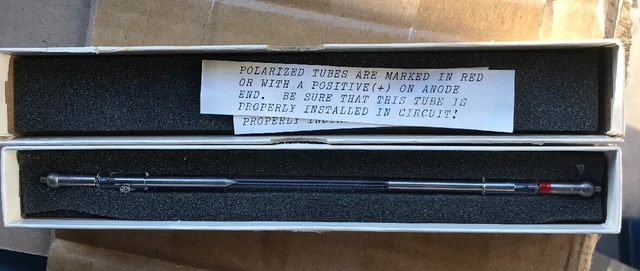 POLARIZED TUBES ARE MARKED IN RED
OR WITH A POSITIVE(+) ON ANODE
END. BE SURE THAT THIS TUBE IS
PROPERLY INSTALLED IN CIRCUIT!
PROPERLY